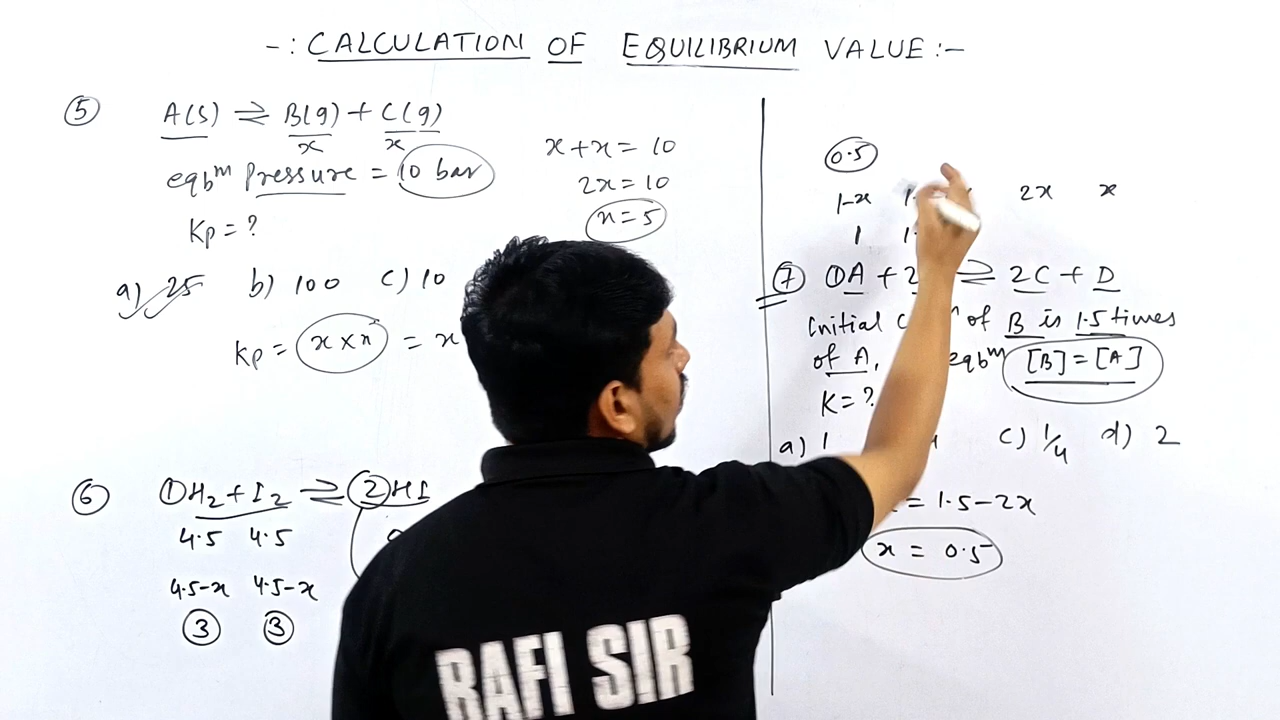 -: CALCULATION OF EQUILIBRIUM VALUE :-
⑤ A(s) ⇌ B(g) + C(g)
x x
eqbᵐ Pressure = 10 bar
Kp = ?
a) 25 b) 100 c) 10
Kp = x × x = x
x + x = 10
2x = 10
x = 5
⑥ ①H₂ + I₂ ⇌ ②HI
4.5 4.5
4.5-x 4.5-x
③ ③
0.5
1-x 2x x
1
⑦ ①A + 2 ⇌ 2C + D
Initial of B is 1.5 times
of A, eqbᵐ [B] = [A]
K = ?
a) 1 c) 1/4 d) 2
= 1.5-2x
x = 0.5
RAFI SIR